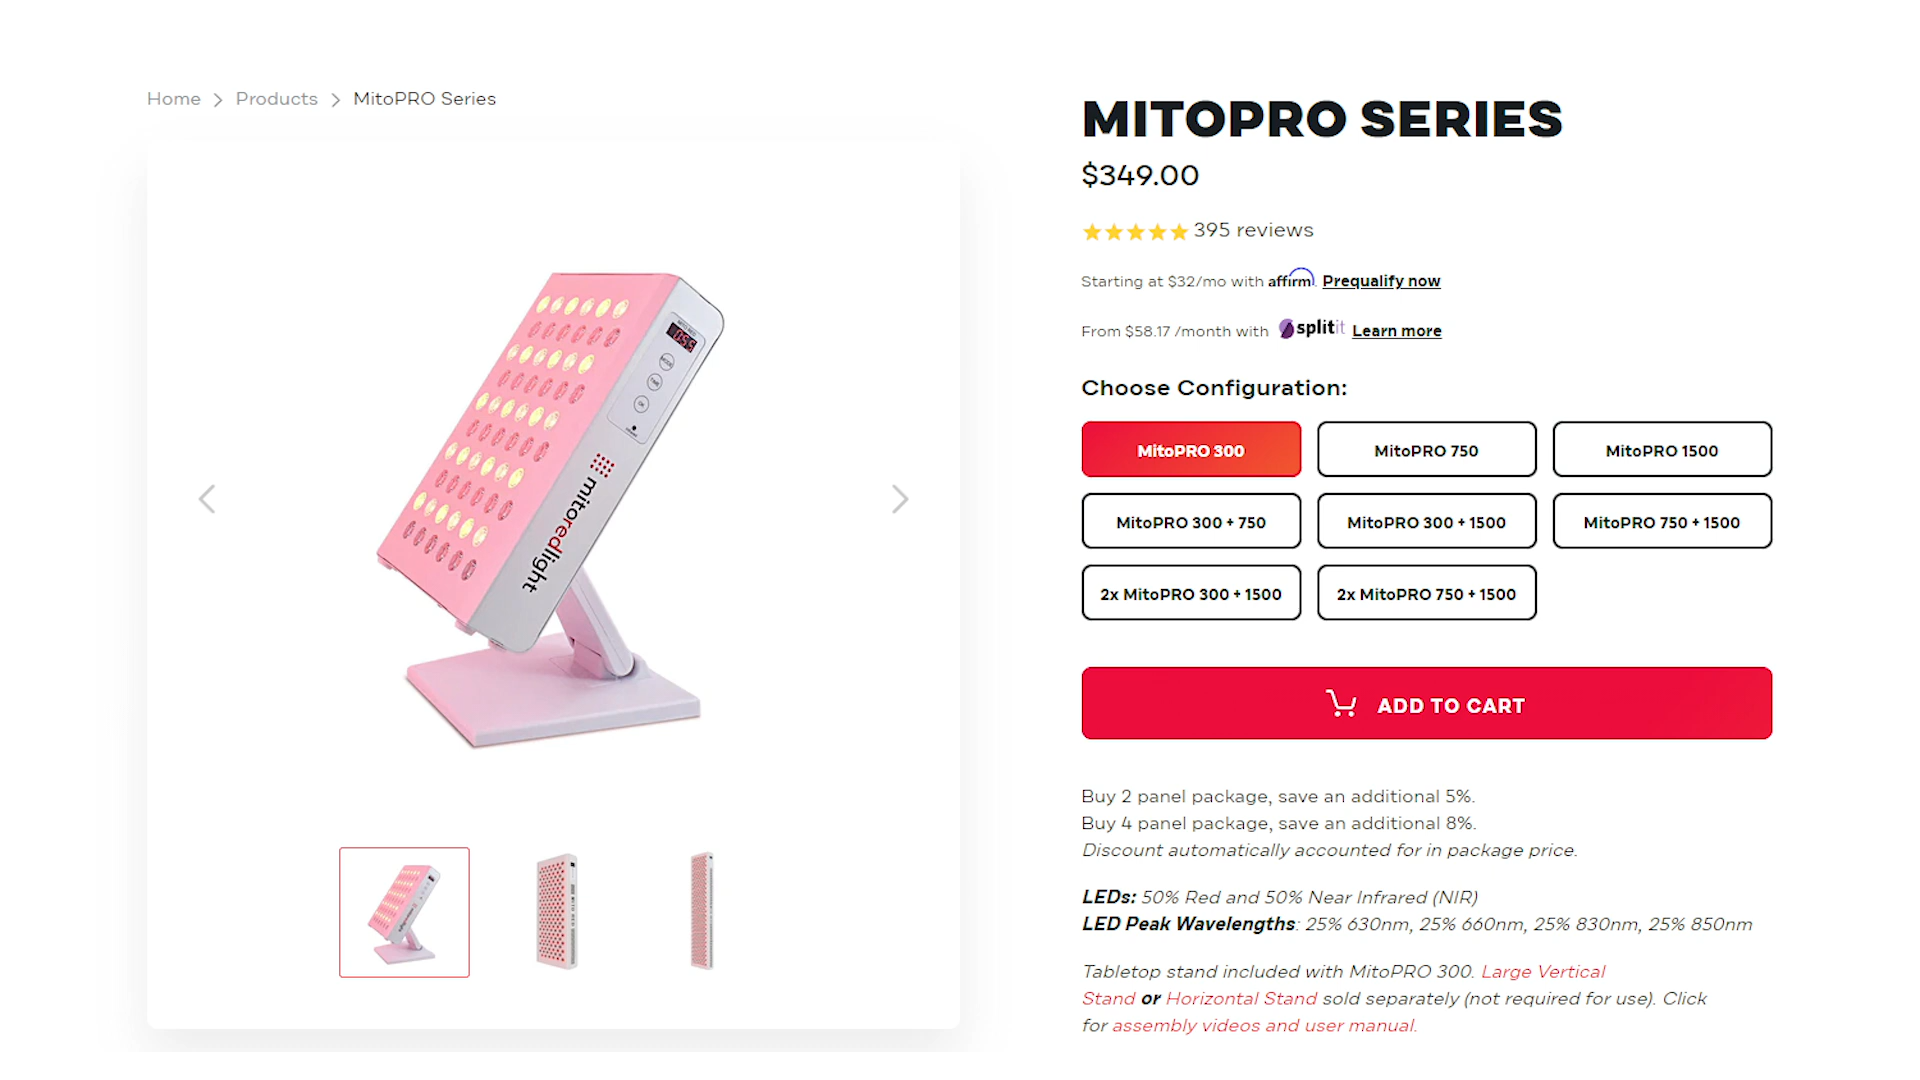 Home > Products > MitoPRO Series
MITOPRO SERIES
$349.00
395 reviews
Starting at $32/mo with affirm. Prequalify now
From $58.17 /month with splitit Learn more
Choose Configuration:
MitoPRO 300
MitoPRO 750
MitoPRO 1500
MitoPRO 300 + 750
MitoPRO 300 + 1500
MitoPRO 750 + 1500
2x MitoPRO 300 + 1500
2x MitoPRO 750 + 1500
ADD TO CART
Buy 2 panel package, save an additional 5%.
Buy 4 panel package, save an additional 8%.
Discount automatically accounted for in package price.
LEDs: 50% Red and 50% Near Infrared (NIR)
LED Peak Wavelengths: 25% 630nm, 25% 660nm, 25% 830nm, 25% 850nm
Tabletop stand included with MitoPRO 300. Large Vertical
Stand or Horizontal Stand sold separately (not required for use). Click
for assembly videos and user manual.
MODE
TIME
OK
mitoredlight